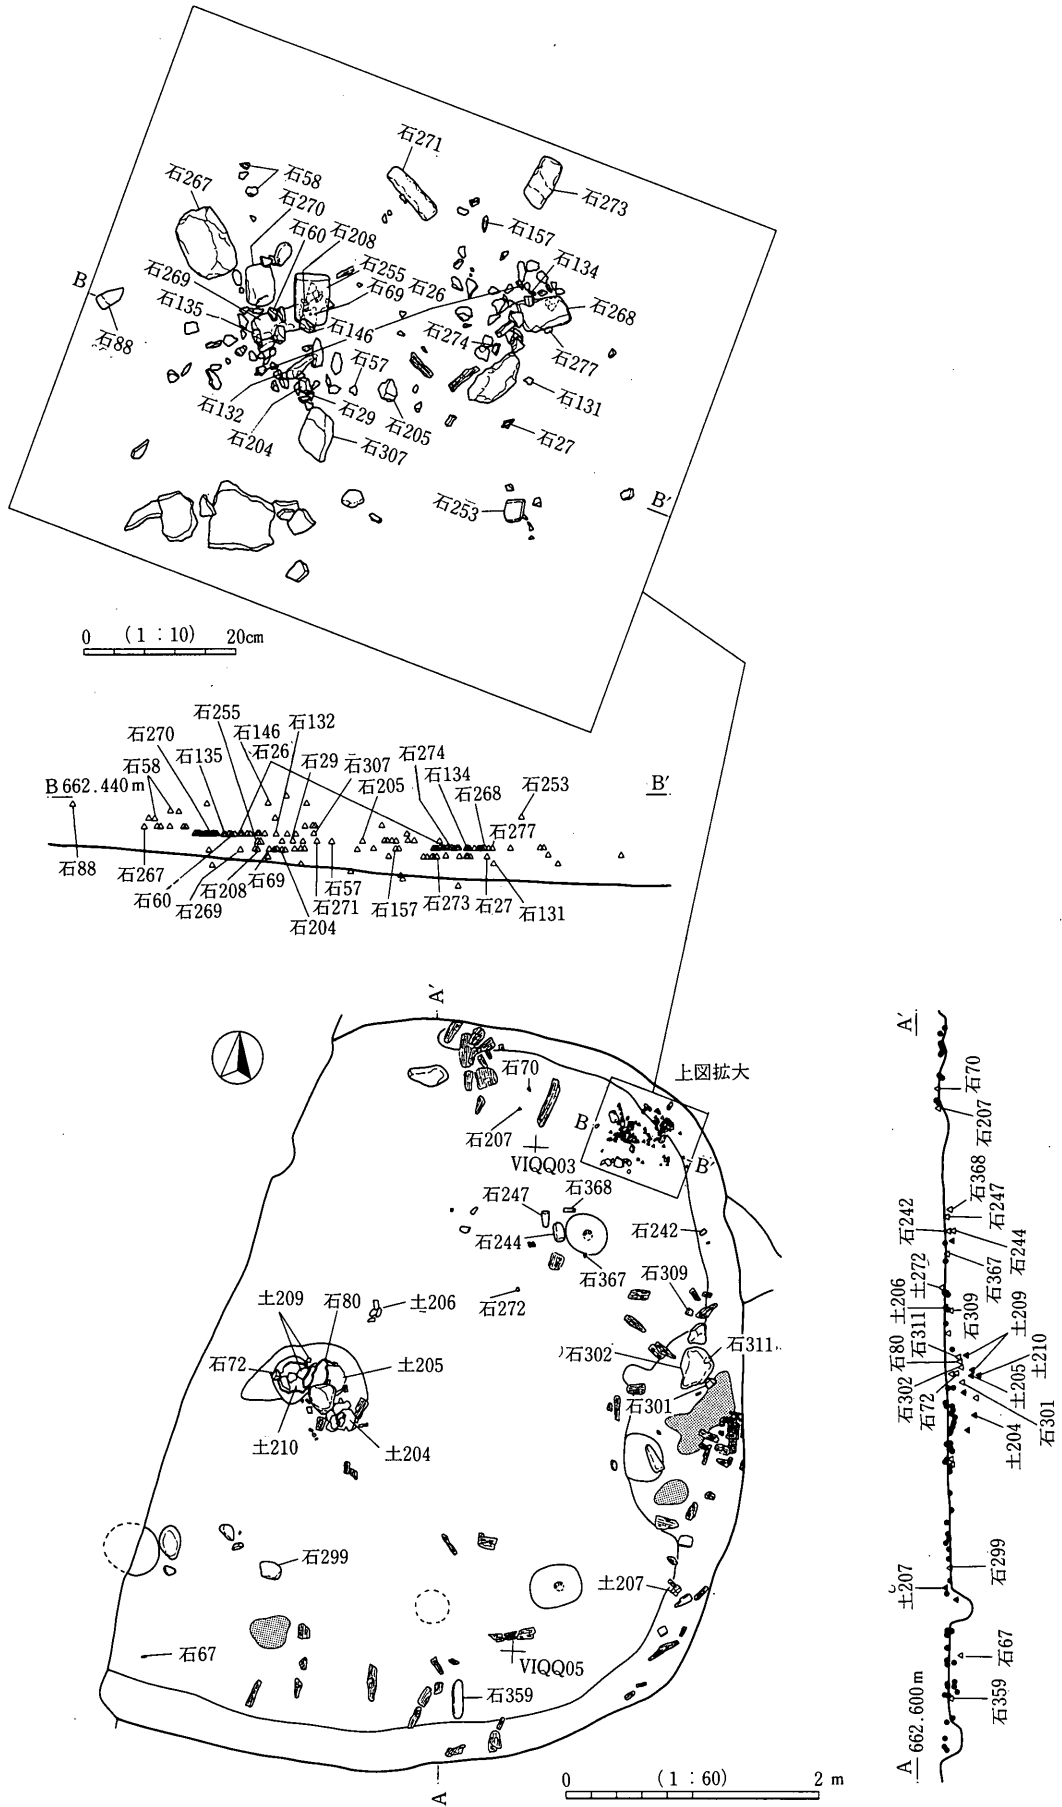 石271
石267
石58
石273
石270
石157
石60
石208
石134
石255
石26
石269
石69
B
石135
石268
石146
石274
石88
石57
石277
石131
石132
石29
石205
石27
石204
石307
石253
B′
0 (1:10) 20cm
石255
石132
石146
石270
石26
石274
石135
石29
石307
石134
石58
石205
石268
石253
B 662.440m
B′
石277
石88
石267
石60
石208
石69
石57
石269
石271
石157
石273
石27
石131
石204
A′
上図拡大
石70
B
石207
VIQQ03
B′
石247
石368
石244
石242
石367
石309
石272
土209
石80
土206
石72
石302
石311
土205
石301
土210
土204
石299
土207
石67
VIQQ05
石359
A
0 (1:60) 2m
A′
石70
石207
石368
石247
石242
石244
石367
土272
土206
石309
石311
土209
石80
土210
石302
土205
石72
石301
土204
石299
土207
石67
石359
A 662.600m